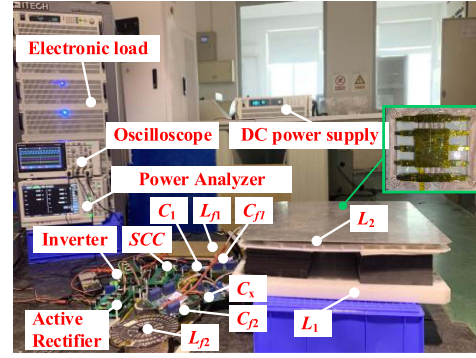 ITECH
Electronic load
Oscilloscope
DC power supply
Power Analyzer
C1
Lf1
Cf1
L2
Inverter
SCC
Cx
Active
Rectifier
Lf2
Cf2
L1